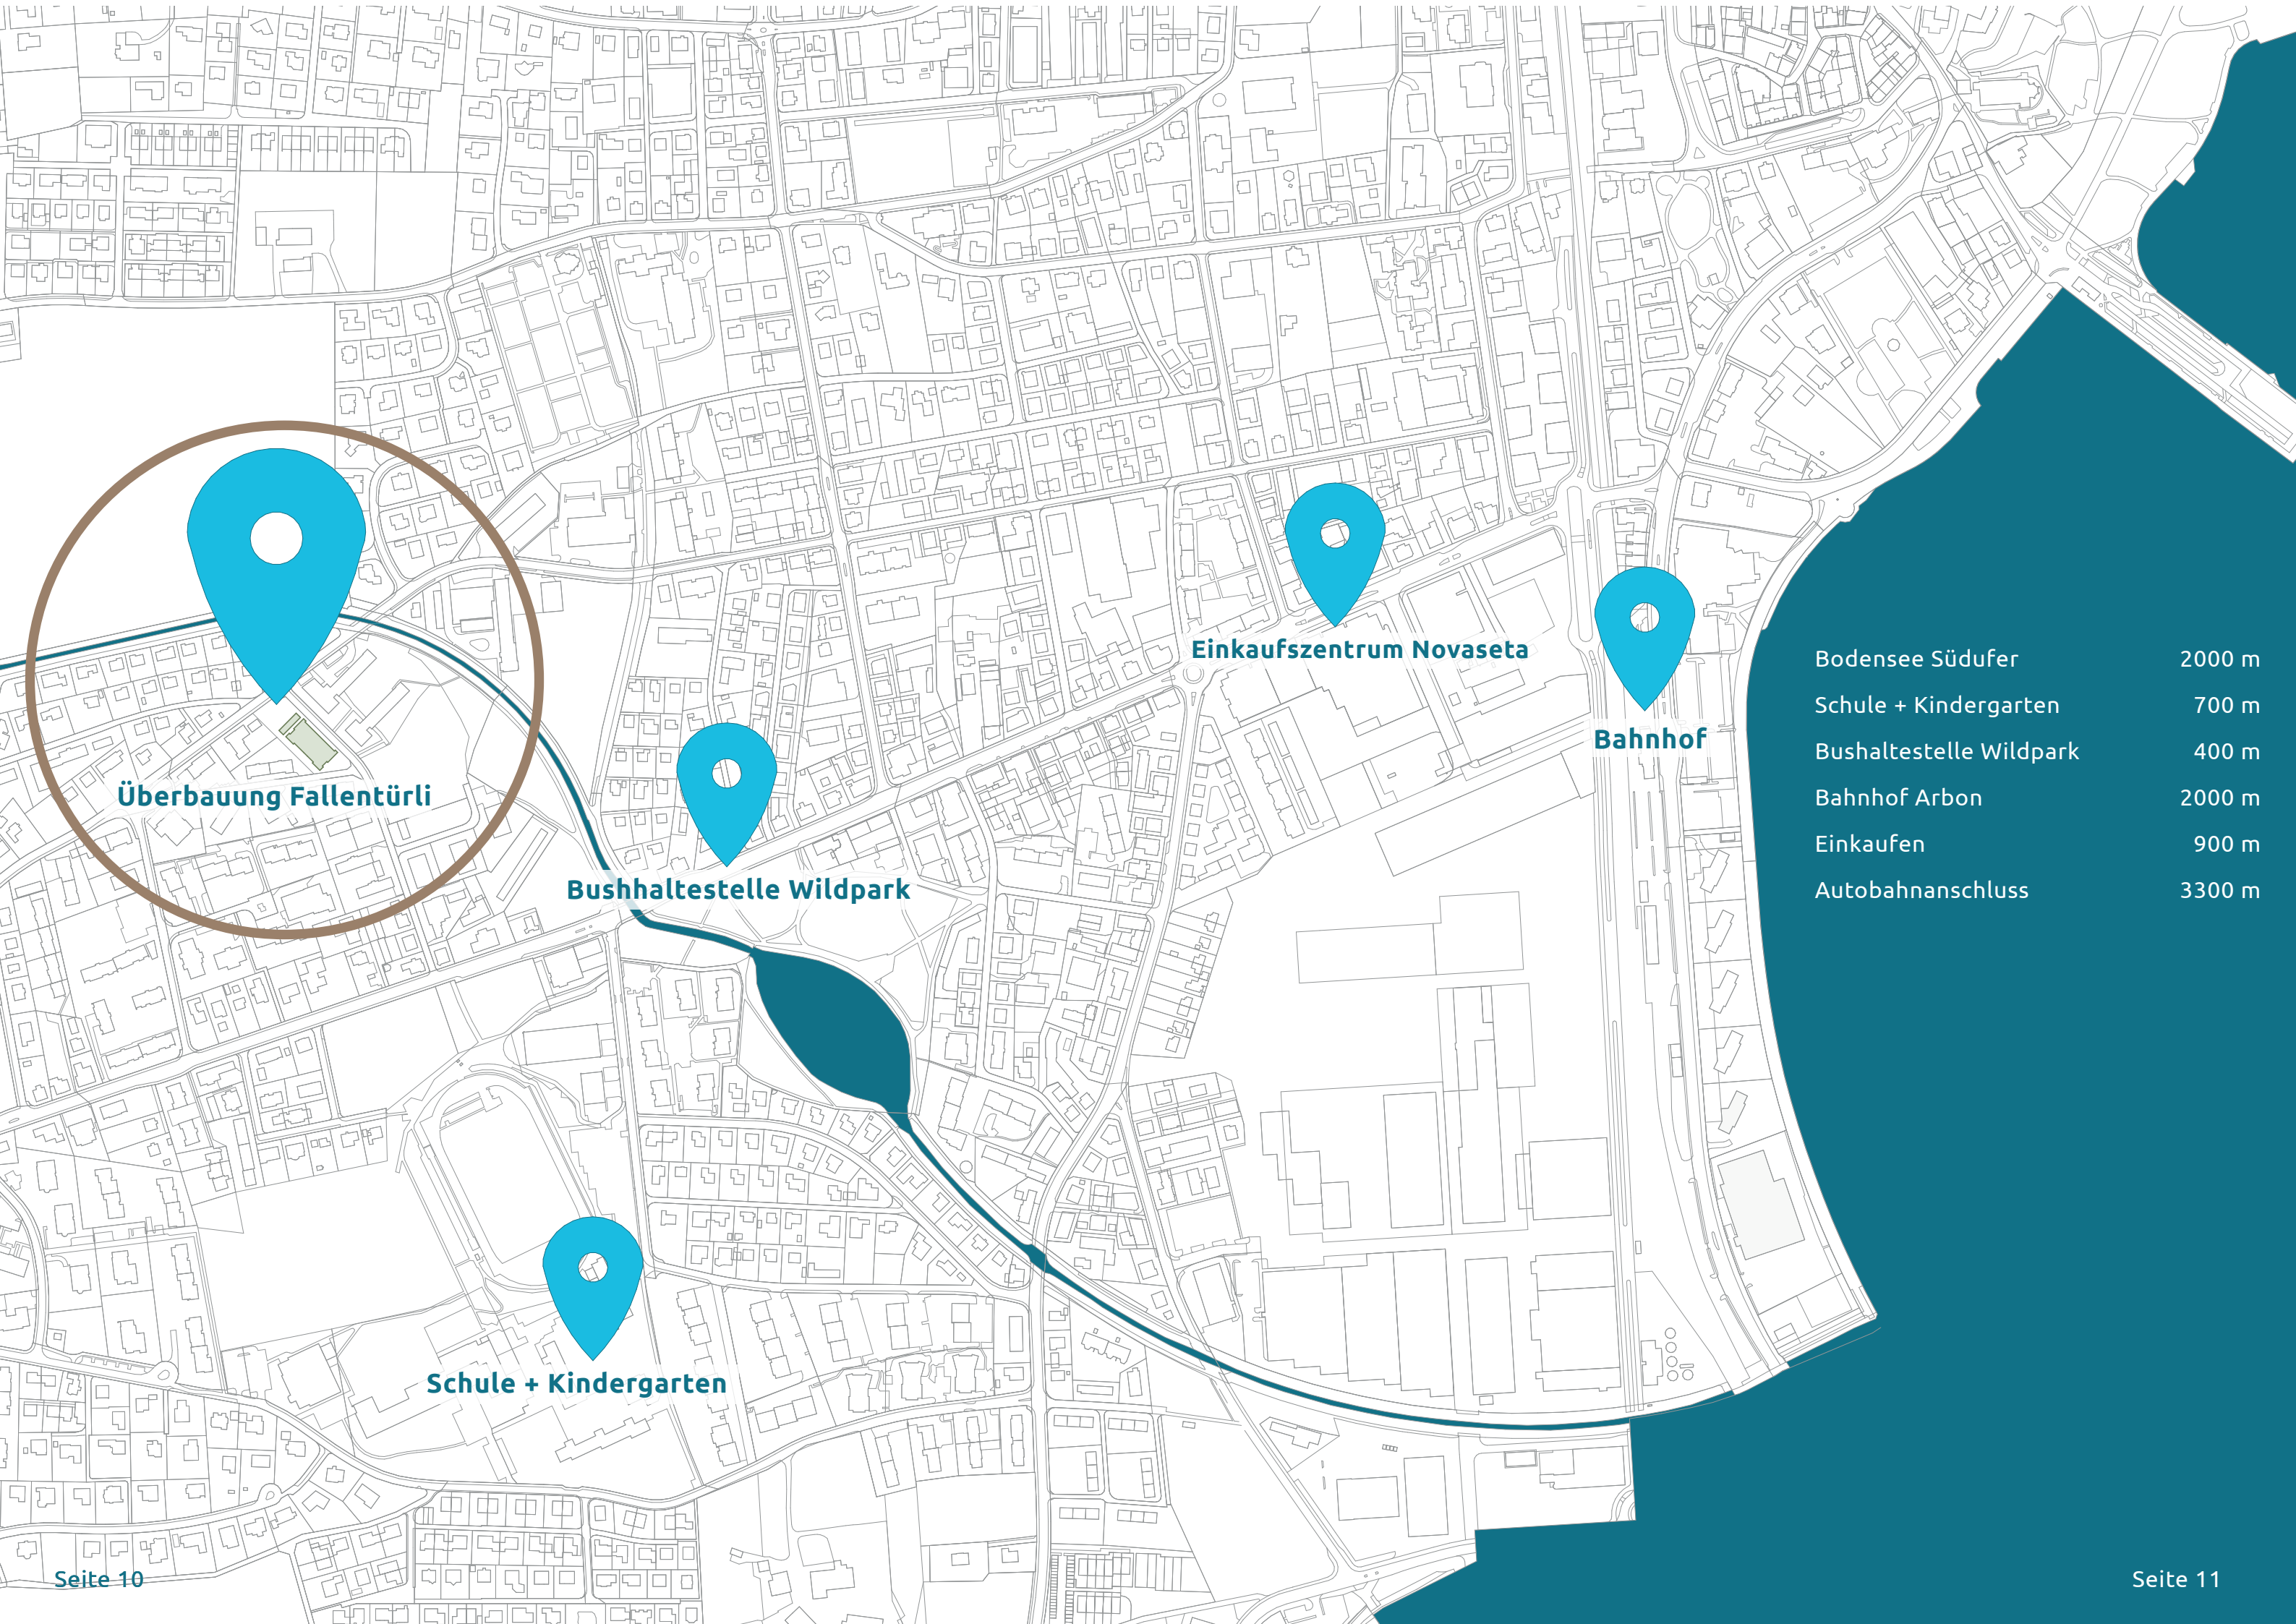 Einkaufszentrum Novaseta
Bahnhof
Überbauung Fallentürli
Bushhaltestelle Wildpark
Schule + Kindergarten
Bodensee Südufer 2000 m
Schule + Kindergarten 700 m
Bushaltestelle Wildpark 400 m
Bahnhof Arbon 2000 m
Einkaufen 900 m
Autobahnanschluss 3300 m
Seite 10
Seite 11